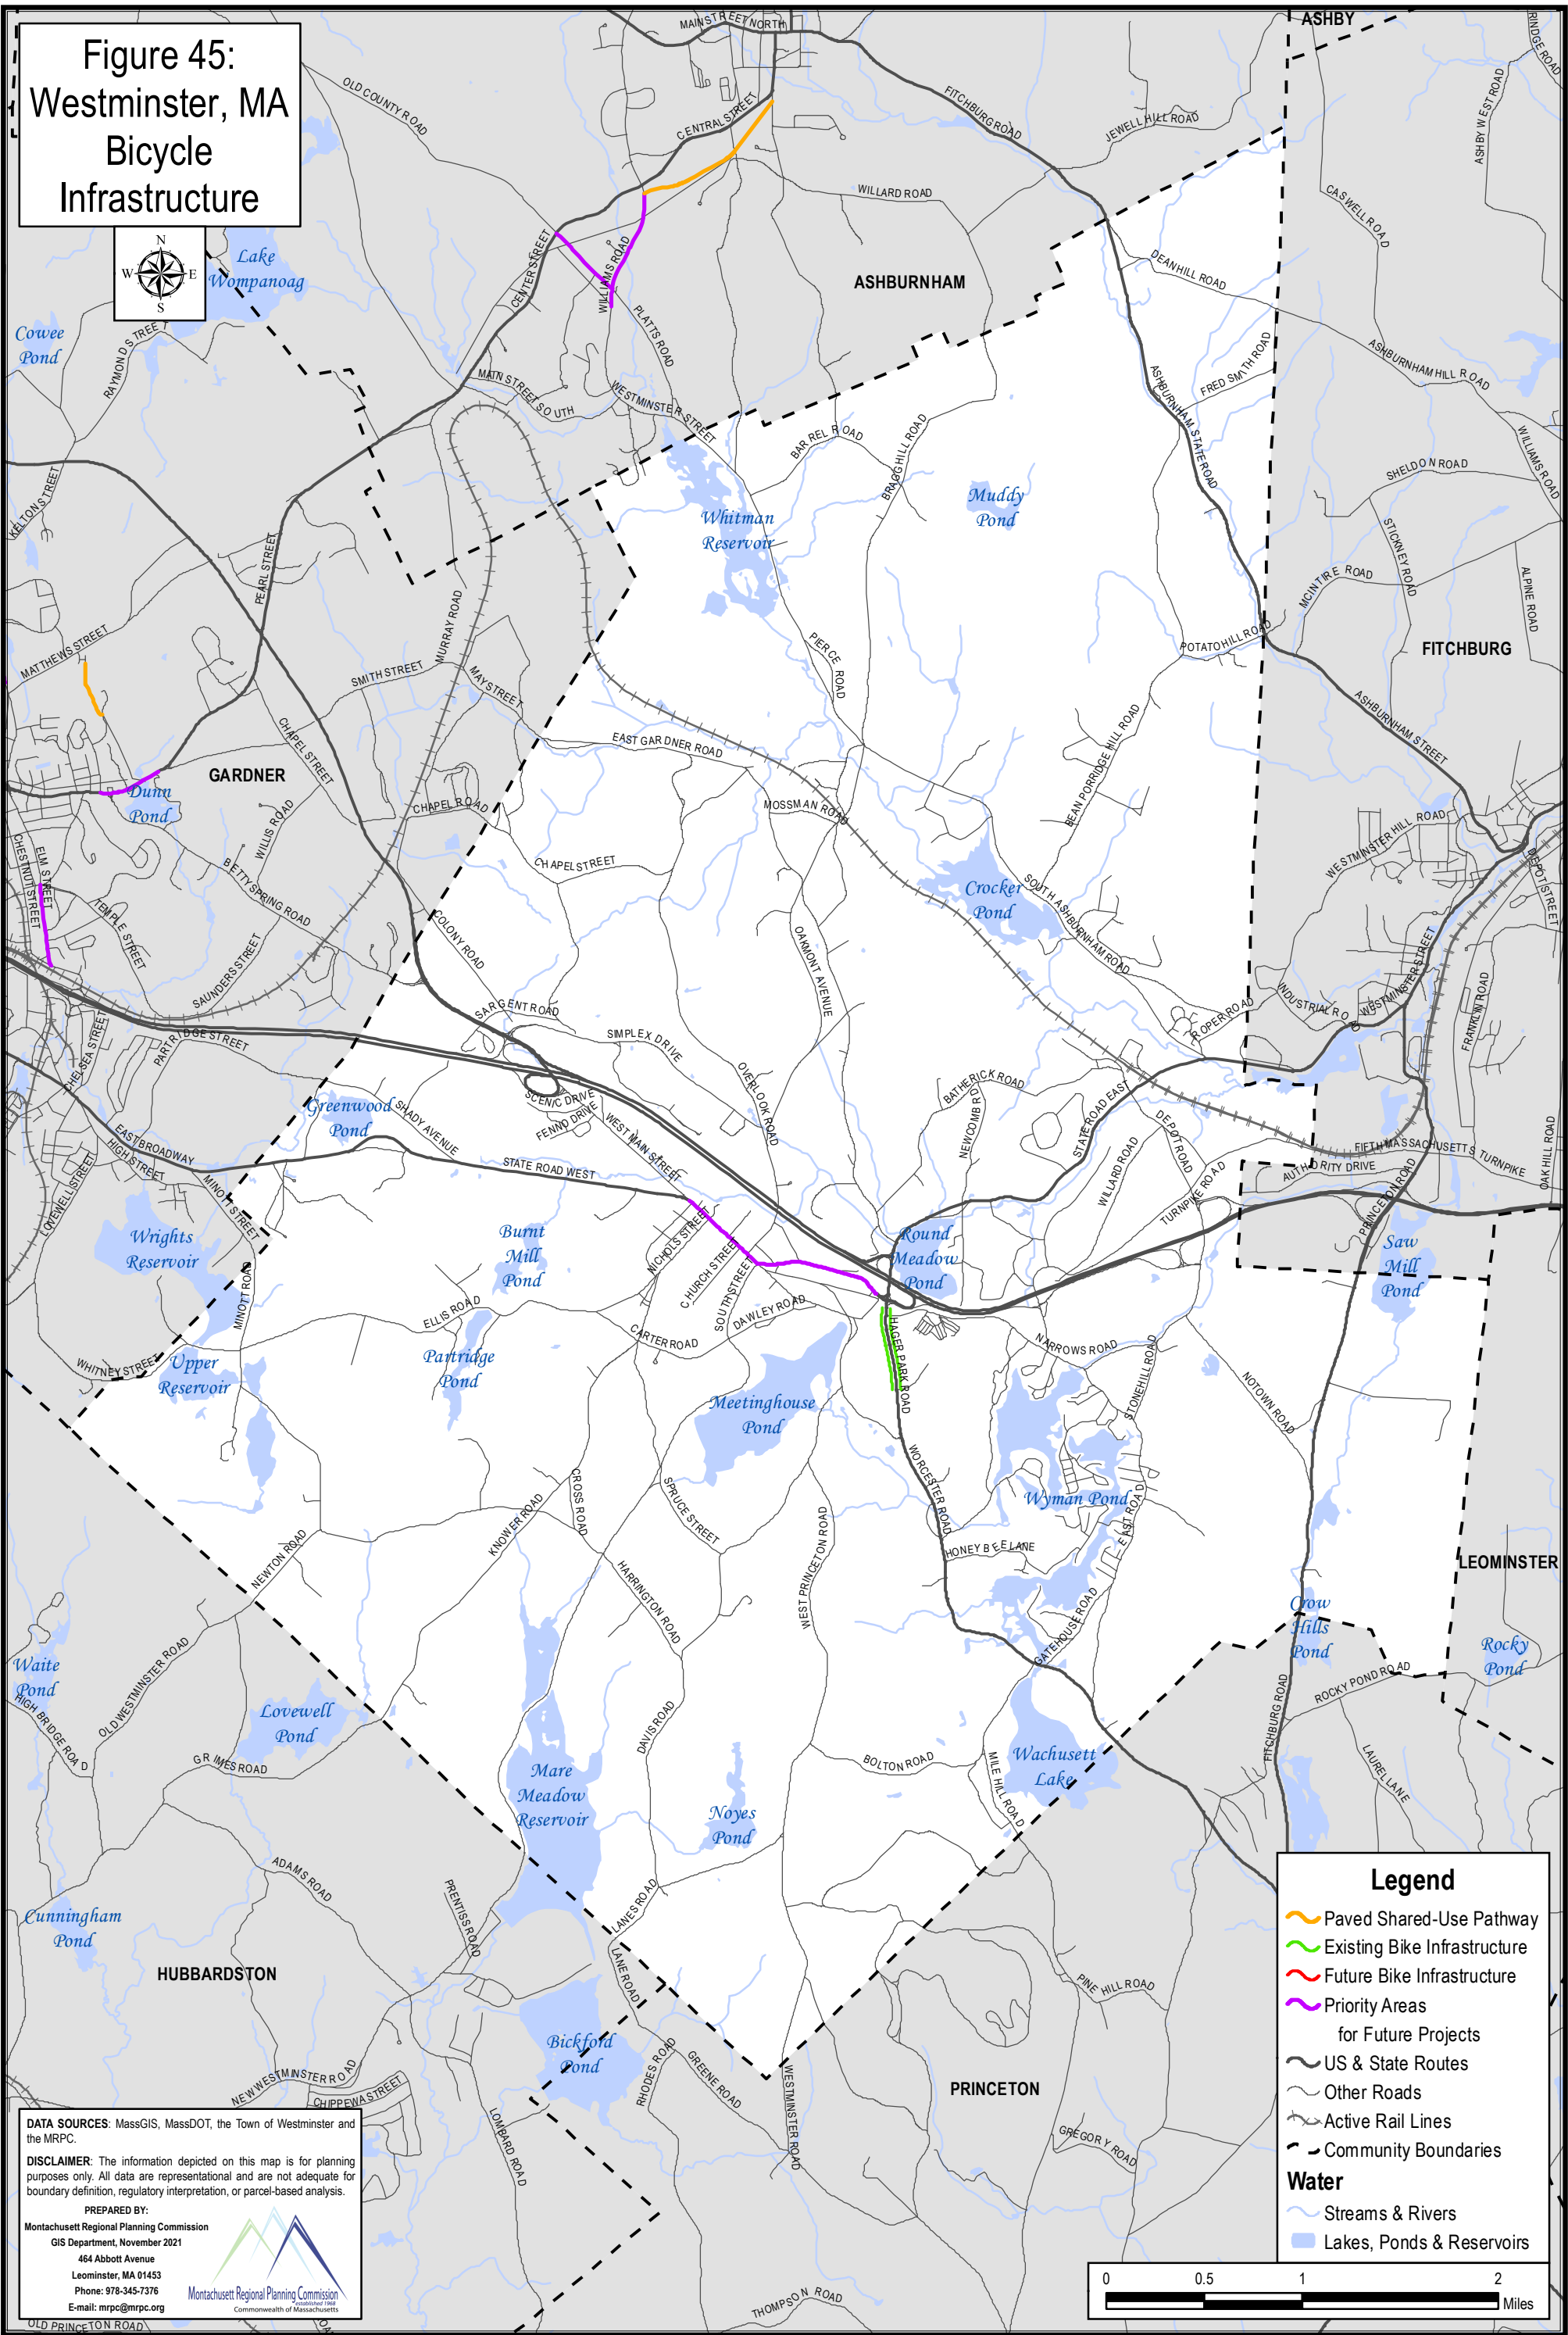 Figure 45:
Westminster, MA
Bicycle
Infrastructure
N
W E
S
MAIN STREET NORTH
ASHBY
RINDGE ROAD
OLD COUNTY ROAD
CENTRAL STREET
FITCHBURG ROAD
JEWELL HILL ROAD
ASHBY WEST ROAD
WILLARD ROAD
CASWELL ROAD
Lake
Wompanoag
CENTER STREET
WILLIAMS ROAD
ASHBURNHAM
DEAN HILL ROAD
Cowee
Pond
RAYMOND STREET
PLATTS ROAD
FRED SMITH ROAD
ASHBURNHAM HILL ROAD
MAIN STREET SOUTH
WESTMINSTER STREET
ASHBURNHAM STATE ROAD
BARREL ROAD
BRAGG HILL ROAD
WILLIAMS ROAD
SHELDON ROAD
KELTON STREET
Whitman
Reservoir
Muddy
Pond
STICKNEY ROAD
PEARL STREET
MCINTIRE ROAD
ALPINE ROAD
MURRAY ROAD
MATTHEWS STREET
SMITH STREET
MAY STREET
PIERCE ROAD
POTATO HILL ROAD
FITCHBURG
ASHBURNHAM STREET
CHAPEL STREET
EAST GARDNER ROAD
BEAN PORRIDGE HILL ROAD
GARDNER
Dunn
Pond
CHAPEL ROAD
MOSSMAN ROAD
WILLIS ROAD
WESTMINSTER HILL ROAD
CHESTNUT STREET
ELM STREET
BETTY SPRING ROAD
CHAPEL STREET
Crocker
Pond
SOUTH ASHBURNHAM ROAD
DEPOT STREET
TEMPLE STREET
COLONY ROAD
OAKMONT AVENUE
SAUNDERS STREET
INDUSTRIAL ROAD
WESTMINSTER STREET
FRANKLIN ROAD
SARGENT ROAD
SIMPLEX DRIVE
ROPER ROAD
CHELSEA STREET
PARTRIDGE STREET
OVERLOOK ROAD
BATHERICK ROAD
NEWCOMB RD
STATE ROAD EAST
SCENIC DRIVE
FENNO DRIVE
WEST MAIN STREET
Greenwood
Pond
SHADY AVENUE
DEPOT ROAD
WILLARD ROAD
EAST BROADWAY
HIGH STREET
STATE ROAD WEST
FIFTH MASSACHUSETTS TURNPIKE
AUTHORITY DRIVE
OAK HILL ROAD
LOVEWELL STREET
MINOTT STREET
TURNPIKE ROAD
PRINCETON ROAD
Wrights
Reservoir
Burnt
Mill
Pond
NICHOLS STREET
CHURCH STREET
SOUTH STREET
Round
Meadow
Pond
Saw
Mill
Pond
MINOTT ROAD
ELLIS ROAD
CARTER ROAD
DAWLEY ROAD
HAGER PARK ROAD
NARROWS ROAD
STONEHILL ROAD
WHITNEY STREET
Upper
Reservoir
Partridge
Pond
Meetinghouse
Pond
NOTOWN ROAD
WORCESTER ROAD
Wyman Pond
EAST ROAD
CROSS ROAD
SPRUCE STREET
KNOWER ROAD
NEWTON ROAD
WEST PRINCETON ROAD
HONEY BEE LANE
LEOMINSTER
HARRINGTON ROAD
GATEHOUSE ROAD
Crow
Hills
Pond
Rocky
Pond
Waite
Pond
OLD WESTMINSTER ROAD
HIGH BRIDGE ROAD
Lovewell
Pond
ROCKY POND ROAD
FITCHBURG ROAD
DAVIS ROAD
GRIMES ROAD
BOLTON ROAD
MILE HILL ROAD
Wachusett
Lake
LAUREL LANE
Mare
Meadow
Reservoir
Noyes
Pond
ADAMS ROAD
PRENTISS ROAD
LANES ROAD
LANE ROAD
Cunningham
Pond
HUBBARDSTON
PINE HILL ROAD
Bickford
Pond
RHODES ROAD
GREENE ROAD
WESTMINSTER ROAD
PRINCETON
NEW WESTMINSTER ROAD
CHIPPEWA STREET
LOMBARD ROAD
GREGORY ROAD
THOMPSON ROAD
OLD PRINCETON ROAD
Legend
Paved Shared-Use Pathway
Existing Bike Infrastructure
Future Bike Infrastructure
Priority Areas
for Future Projects
US & State Routes
Other Roads
Active Rail Lines
Community Boundaries
Water
Streams & Rivers
Lakes, Ponds & Reservoirs
0 0.5 1 2
Miles
DATA SOURCES: MassGIS, MassDOT, the Town of Westminster and
the MRPC.
DISCLAIMER: The information depicted on this map is for planning
purposes only. All data are representational and are not adequate for
boundary definition, regulatory interpretation, or parcel-based analysis.
PREPARED BY:
Montachusett Regional Planning Commission
GIS Department, November 2021
464 Abbott Avenue
Leominster, MA 01453
Phone: 978-345-7376
E-mail: mrpc@mrpc.org
Montachusett Regional Planning Commission
established 1968
Commonwealth of Massachusetts